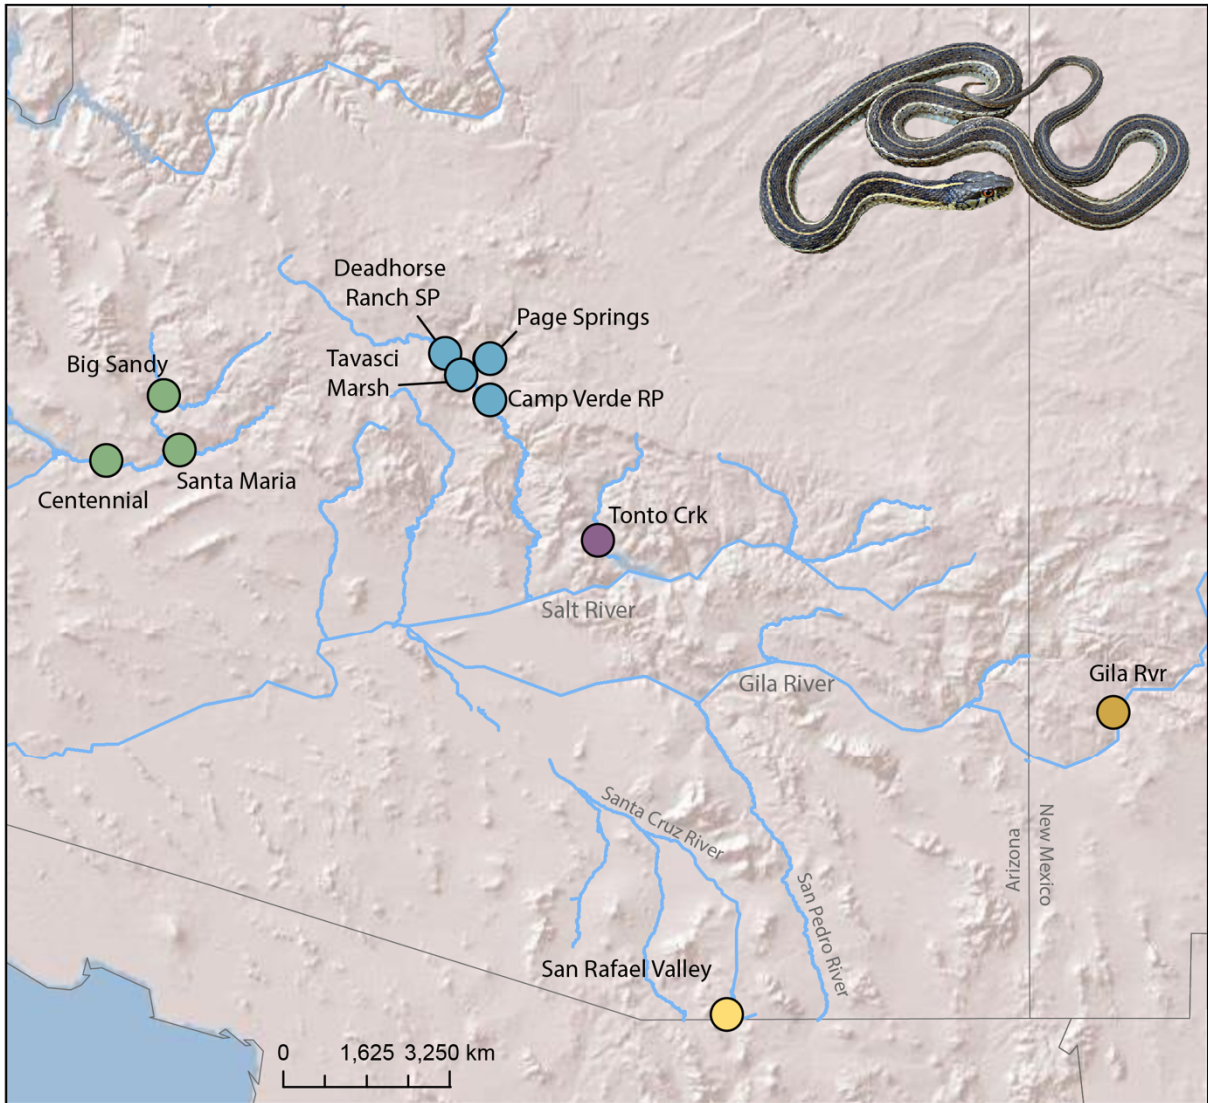 Deadhorse
Ranch SP
Page Springs
Tavasci
Marsh
Big Sandy
Camp Verde RP
Santa Maria
Centennial
Tonto Crk
Salt River
Gila River
Gila Rvr
Santa Cruz River
Arizona
New Mexico
San Pedro River
San Rafael Valley
0 1,625 3,250 km